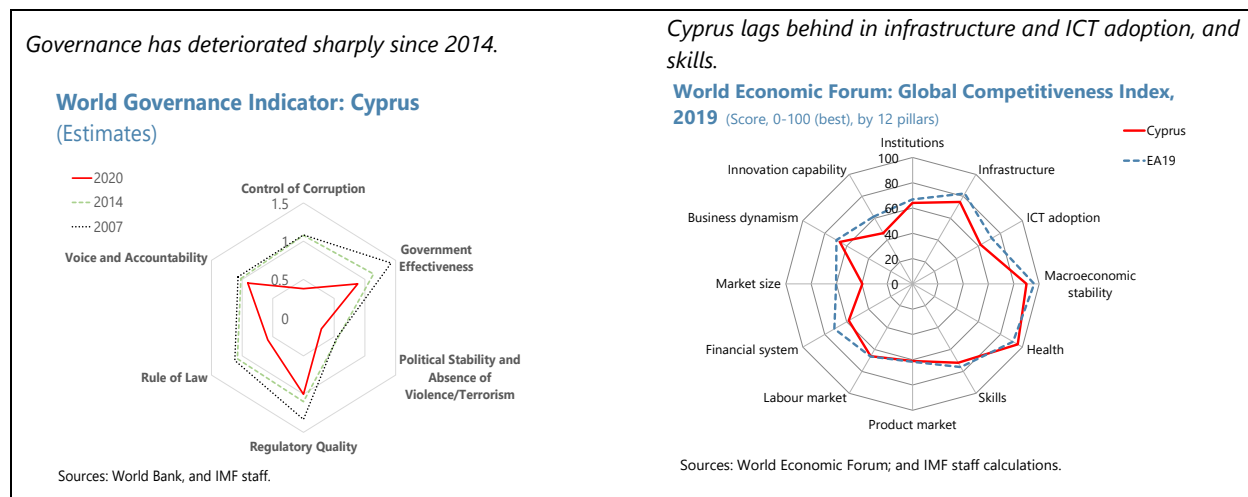 Governance has deteriorated sharply since 2014.
World Governance Indicator: Cyprus
(Estimates)
2020
2014
2007
Control of Corruption
1.5
1
0.5
0
Government
Effectiveness
Voice and Accountability
Political Stability and
Absence of
Violence/Terrorism
Rule of Law
Regulatory Quality
Sources: World Bank, and IMF staff.
Cyprus lags behind in infrastructure and ICT adoption, and
skills.
World Economic Forum: Global Competitiveness Index,
2019 (Score, 0-100 (best), by 12 pillars)
Cyprus
EA19
Institutions
100
80
60
40
20
0
Infrastructure
ICT adoption
Macroeconomic
stability
Health
Skills
Product market
Labour market
Financial system
Market size
Business dynamism
Innovation capability
Sources: World Economic Forum; and IMF staff calculations.